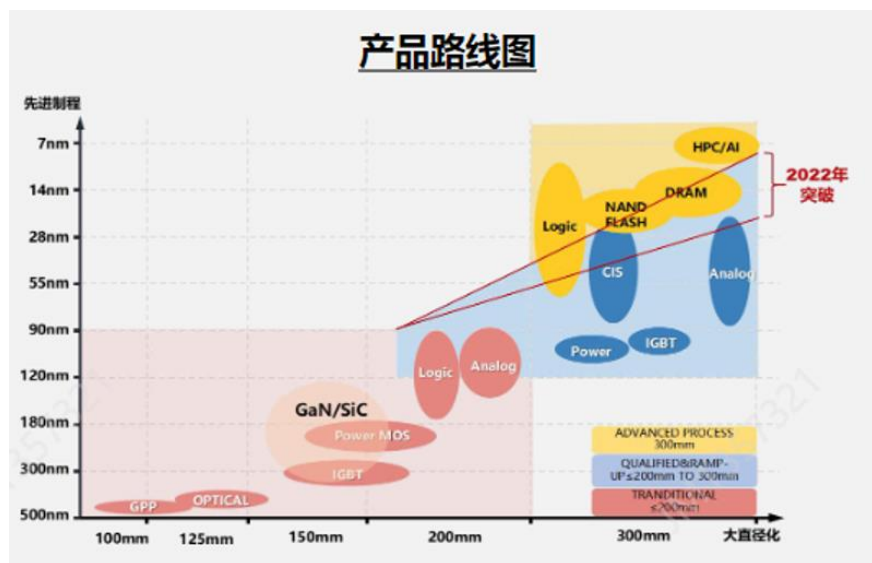 产品路线图
先进制程
7nm
HPC/AI
2022年
突破
14nm
DRAM
NAND
FLASH
Logic
28nm
CIS
Analog
55nm
90nm
Power
IGBT
120nm
Logic
Analog
GaN/SiC
180nm
Power MOS
ADVANCED PROCESS
300mm
300nm
IGBT
QUALIFIED&RAMP-
UP≤200mm TO 300mm
TRANDITIONAL
≤200mm
GPP
OPTICAL
500nm
100mm
125mm
150mm
200mm
300mm
大直径化